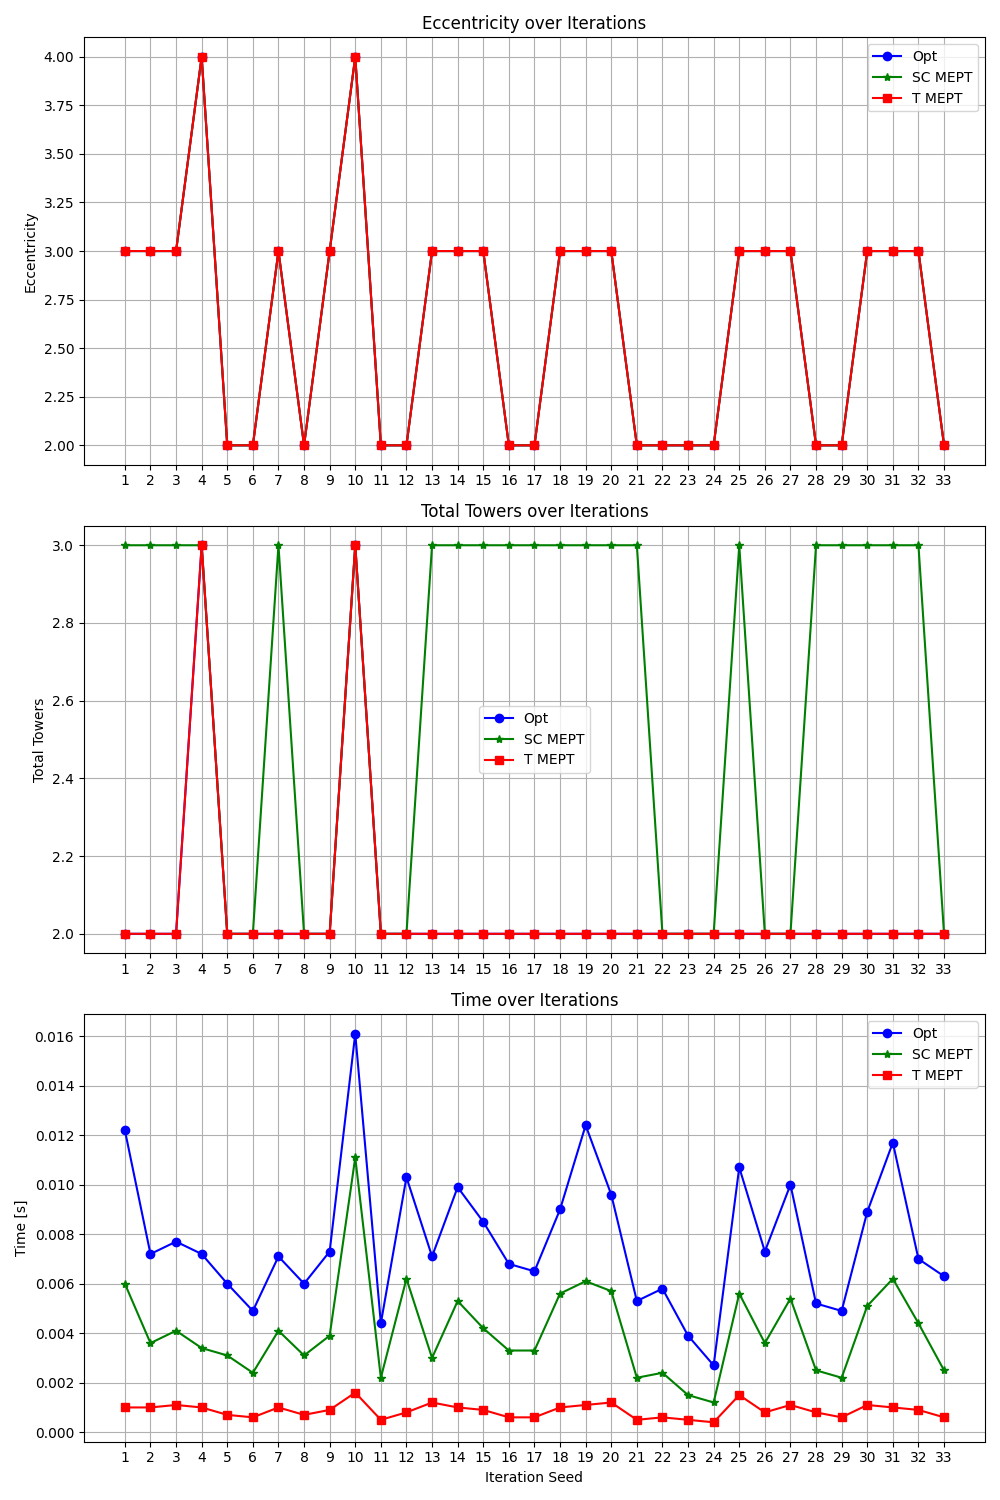 Eccentricity over Iterations
4.00
3.75
3.50
3.25
3.00
2.75
2.50
2.25
2.00
Eccentricity
Opt
SC MEPT
T MEPT
1 2 3 4 5 6 7 8 9 10 11 12 13 14 15 16 17 18 19 20 21 22 23 24 25 26 27 28 29 30 31 32 33
Total Towers over Iterations
3.0
2.8
2.6
2.4
2.2
2.0
Total Towers
Opt
SC MEPT
T MEPT
1 2 3 4 5 6 7 8 9 10 11 12 13 14 15 16 17 18 19 20 21 22 23 24 25 26 27 28 29 30 31 32 33
Time over Iterations
0.016
0.014
0.012
0.010
0.008
0.006
0.004
0.002
0.000
Time [s]
Opt
SC MEPT
T MEPT
1 2 3 4 5 6 7 8 9 10 11 12 13 14 15 16 17 18 19 20 21 22 23 24 25 26 27 28 29 30 31 32 33
Iteration Seed